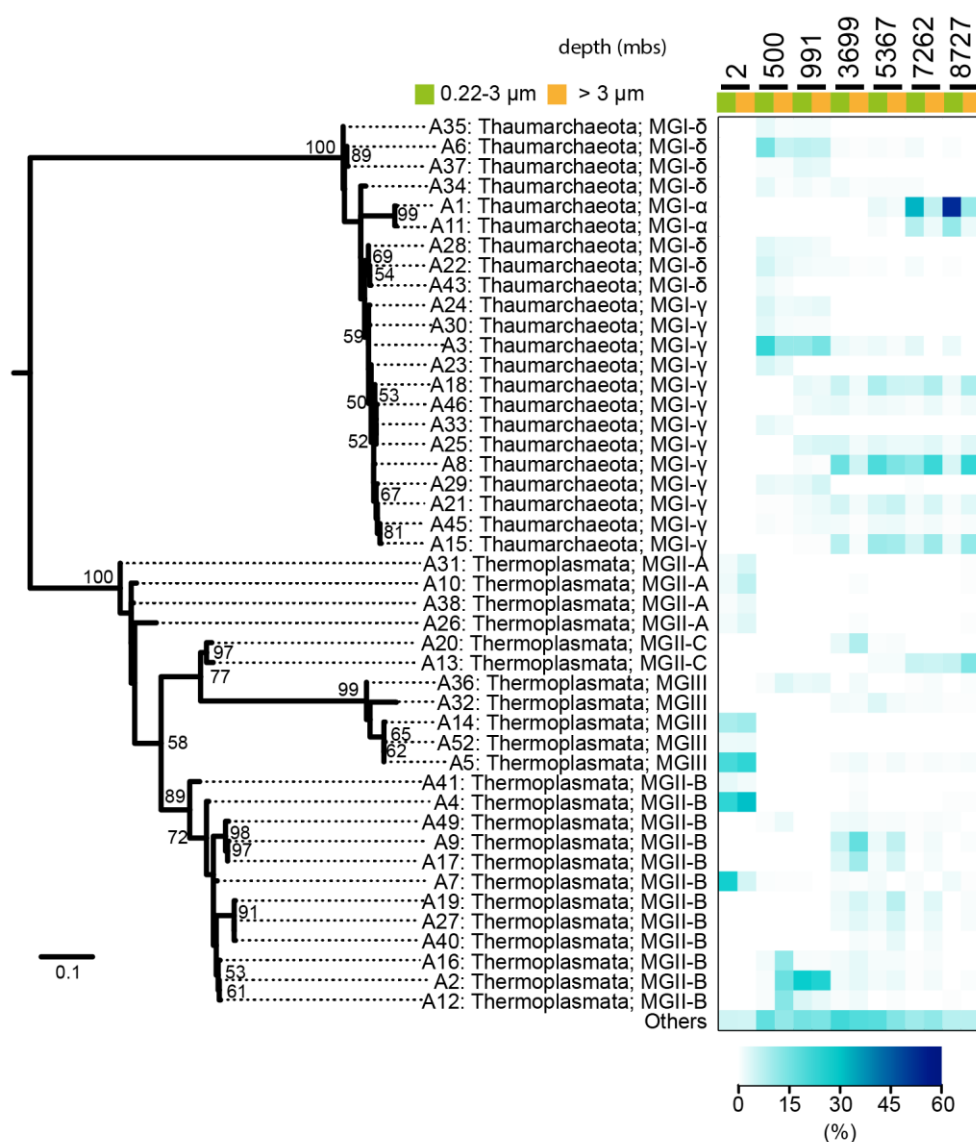 depth (mbs)
2 500 991 3699 5367 7262 8727
0.22-3 μm > 3 μm
A35: Thaumarchaeota; MGI-δ
100 89 A6: Thaumarchaeota; MGI-δ
A37: Thaumarchaeota; MGI-δ
A34: Thaumarchaeota; MGI-δ
A1: Thaumarchaeota; MGI-α
99 A11: Thaumarchaeota; MGI-α
A28: Thaumarchaeota; MGI-δ
69 A22: Thaumarchaeota; MGI-δ
54 A43: Thaumarchaeota; MGI-δ
A24: Thaumarchaeota; MGI-γ
A30: Thaumarchaeota; MGI-γ
59 A3: Thaumarchaeota; MGI-γ
A23: Thaumarchaeota; MGI-γ
53 A18: Thaumarchaeota; MGI-γ
50 A46: Thaumarchaeota; MGI-γ
A33: Thaumarchaeota; MGI-γ
52 A25: Thaumarchaeota; MGI-γ
A8: Thaumarchaeota; MGI-γ
A29: Thaumarchaeota; MGI-γ
67 A21: Thaumarchaeota; MGI-γ
A45: Thaumarchaeota; MGI-γ
81 A15: Thaumarchaeota; MGI-γ
A31: Thermoplasmata; MGII-A
100 A10: Thermoplasmata; MGII-A
A38: Thermoplasmata; MGII-A
A26: Thermoplasmata; MGII-A
A20: Thermoplasmata; MGII-C
97 A13: Thermoplasmata; MGII-C
77 99 A36: Thermoplasmata; MGIII
A32: Thermoplasmata; MGIII
A14: Thermoplasmata; MGIII
65 A52: Thermoplasmata; MGIII
58 62 A5: Thermoplasmata; MGIII
A41: Thermoplasmata; MGII-B
89 A4: Thermoplasmata; MGII-B
A49: Thermoplasmata; MGII-B
72 98 A9: Thermoplasmata; MGII-B
97 A17: Thermoplasmata; MGII-B
A7: Thermoplasmata; MGII-B
A19: Thermoplasmata; MGII-B
91 A27: Thermoplasmata; MGII-B
A40: Thermoplasmata; MGII-B
A16: Thermoplasmata; MGII-B
53 A2: Thermoplasmata; MGII-B
61 A12: Thermoplasmata; MGII-B
Others
0.1
0 15 30 45 60
(%)